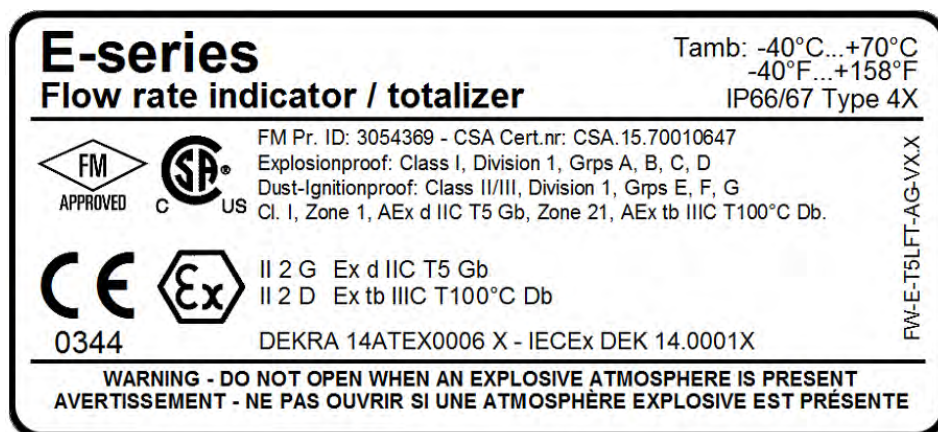 E-series
Flow rate indicator / totalizer
Tamb: -40°C...+70°C
-40°F...+158°F
IP66/67 Type 4X
FM
APPROVED
SA
C US
FM Pr. ID: 3054369 - CSA Cert.nr: CSA.15.70010647
Explosionproof: Class I, Division 1, Grps A, B, C, D
Dust-Ignitionproof: Class II/III, Division 1, Grps E, F, G
Cl. I, Zone 1, AEx d IIC T5 Gb, Zone 21, AEx tb IIIC T100°C Db.
CE
0344
Ex
II 2 G Ex d IIC T5 Gb
II 2 D Ex tb IIIC T100°C Db
DEKRA 14ATEX0006 X - IECEx DEK 14.0001X
FW-E-T5LFT-AG-VX.XX
WARNING - DO NOT OPEN WHEN AN EXPLOSIVE ATMOSPHERE IS PRESENT
AVERTISSEMENT - NE PAS OUVRIR SI UNE ATMOSPHÈRE EXPLOSIVE EST PRÉSENTE